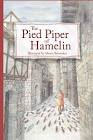 The
Pied Piper
of
Hamelin